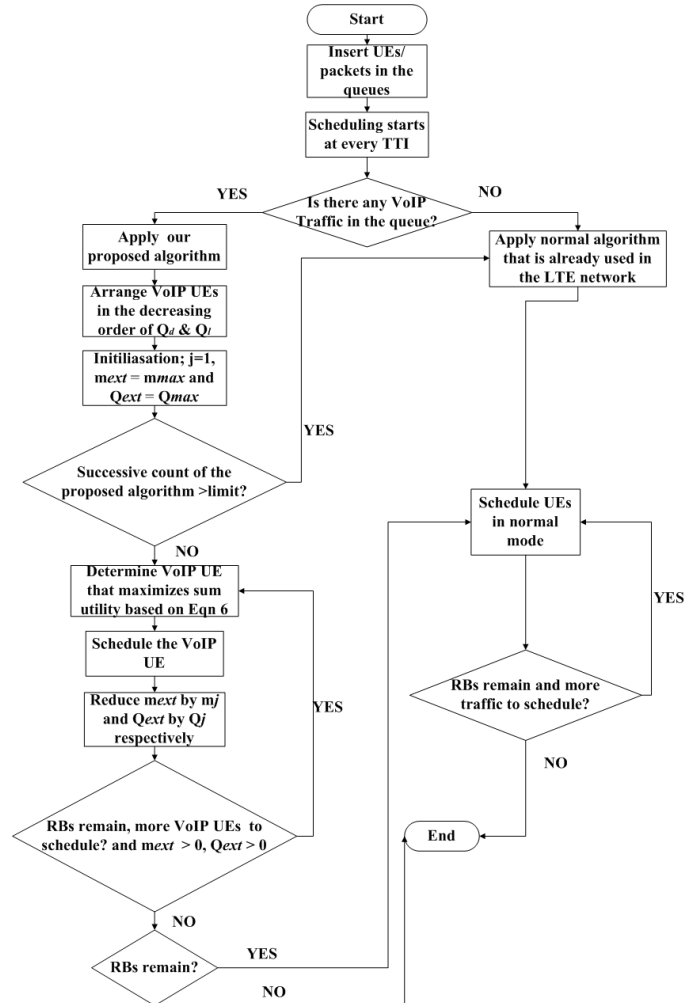 Start
Insert UEs/
packets in the
queues
Scheduling starts
at every TTI
Is there any VoIP
Traffic in the queue?
YES
NO
Apply our
proposed algorithm
Apply normal algorithm
that is already used in
the LTE network
Arrange VoIP UEs
in the decreasing
order of Qd & Ql
Initiliasation; j=1,
mext = mmax and
Qext = Qmax
YES
Successive count of the
proposed algorithm >limit?
NO
Schedule UEs
in normal
mode
Determine VoIP UE
that maximizes sum
utility based on Eqn 6
YES
Schedule the VoIP
UE
Reduce mext by mj
and Qext by Qj
respectively
YES
RBs remain and more
traffic to schedule?
NO
RBs remain, more VoIP UEs to
schedule? and mext > 0, Qext > 0
End
NO
YES
RBs remain?
NO